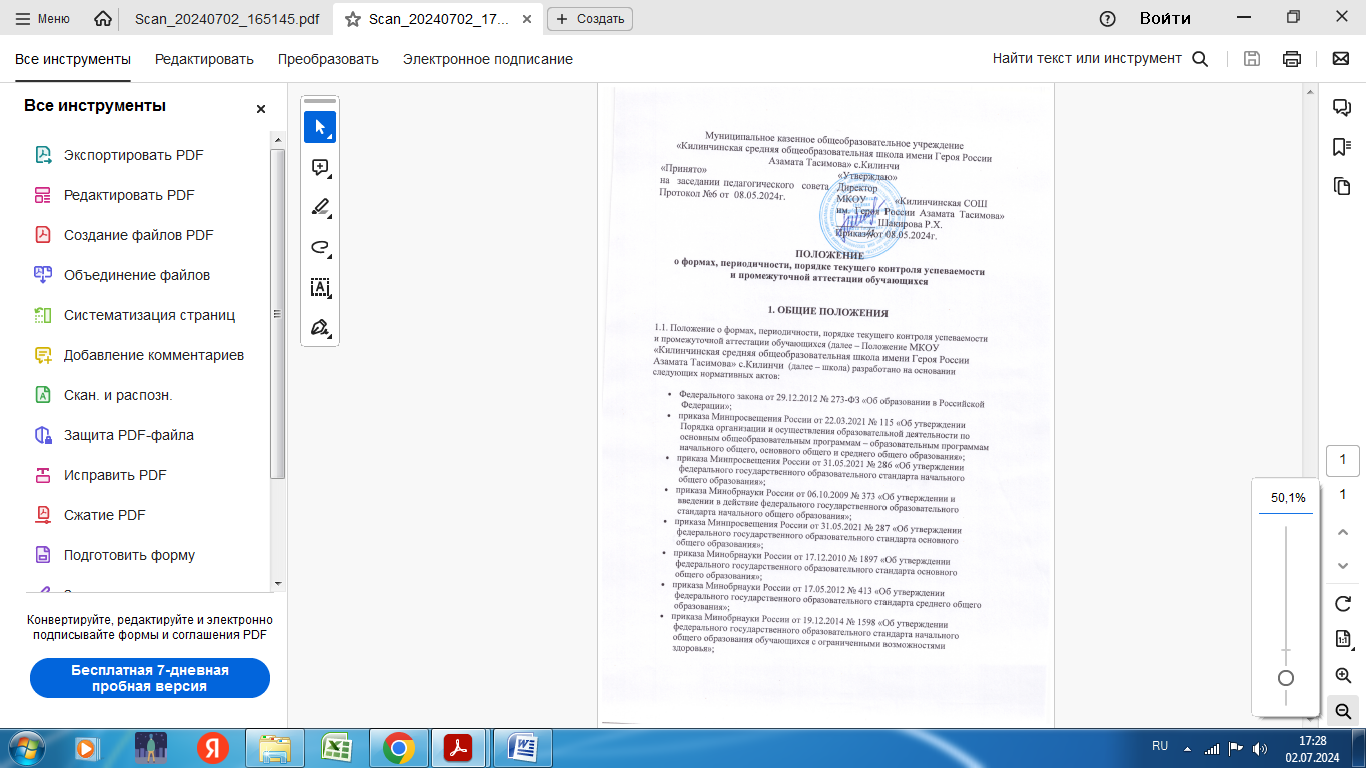 Меню
Scan_20240702_165145.pdf
Scan_20240702_17...
Создать
Войти
Все инструменты
Редактировать
Преобразовать
Электронное подписание
Найти текст или инструмент
Все инструменты
Экспортировать PDF
Редактировать PDF
Создание файлов PDF
Объединение файлов
Систематизация страниц
Добавление комментариев
Скан. и распозн.
Защита PDF-файла
Исправить PDF
Сжатие PDF
Подготовить форму
Конвертируйте, редактируйте и электронно
подписывайте формы и соглашения PDF
Бесплатная 7-дневная
пробная версия
Муниципальное казенное общеобразовательное учреждение
«Килинчинская средняя общеобразовательная школа имени Героя России
Азамата Тасимова» с.Килинчи
«Принято»
на заседании педагогического совета
Протокол №6 от 08.05.2024г.
«Утверждаю»
Директор
МКОУ «Килинчинская СОШ
им. Героя России Азамата Тасимова»
Шакирова Р.Х.
Приказ от 08.05.2024г.
ПОЛОЖЕНИЕ
о формах, периодичности, порядке текущего контроля успеваемости
и промежуточной аттестации обучающихся
1. ОБЩИЕ ПОЛОЖЕНИЯ
1.1. Положение о формах, периодичности, порядке текущего контроля успеваемости
и промежуточной аттестации обучающихся (далее – Положение МКОУ
«Килинчинская средняя общеобразовательная школа имени Героя России
Азамата Тасимова» с.Килинчи (далее – школа) разработано на основании
следующих нормативных актов:
• Федерального закона от 29.12.2012 № 273-ФЗ «Об образовании в Российской
Федерации»;
• приказа Минпросвещения России от 22.03.2021 № 115 «Об утверждении
Порядка организации и осуществления образовательной деятельности по
основным общеобразовательным программам – образовательным программам
начального общего, основного общего и среднего общего образования»;
• приказа Минпросвещения России от 31.05.2021 № 286 «Об утверждении
федерального государственного образовательного стандарта начального
общего образования»;
• приказа Минобрнауки России от 06.10.2009 № 373 «Об утверждении и
введении в действие федерального государственного образовательного
стандарта начального общего образования»;
• приказа Минпросвещения России от 31.05.2021 № 287 «Об утверждении
федерального государственного образовательного стандарта основного
общего образования»;
• приказа Минобрнауки России от 17.12.2010 № 1897 «Об утверждении
федерального государственного образовательного стандарта основного
общего образования»;
• приказа Минобрнауки России от 17.05.2012 № 413 «Об утверждении
федерального государственного образовательного стандарта среднего общего
образования»;
• приказа Минобрнауки России от 19.12.2014 № 1598 «Об утверждении
федерального государственного образовательного стандарта начального
общего образования обучающихся с ограниченными возможностями
здоровья»;
1
1
50,1%
1:1
RU
17:28
02.07.2024